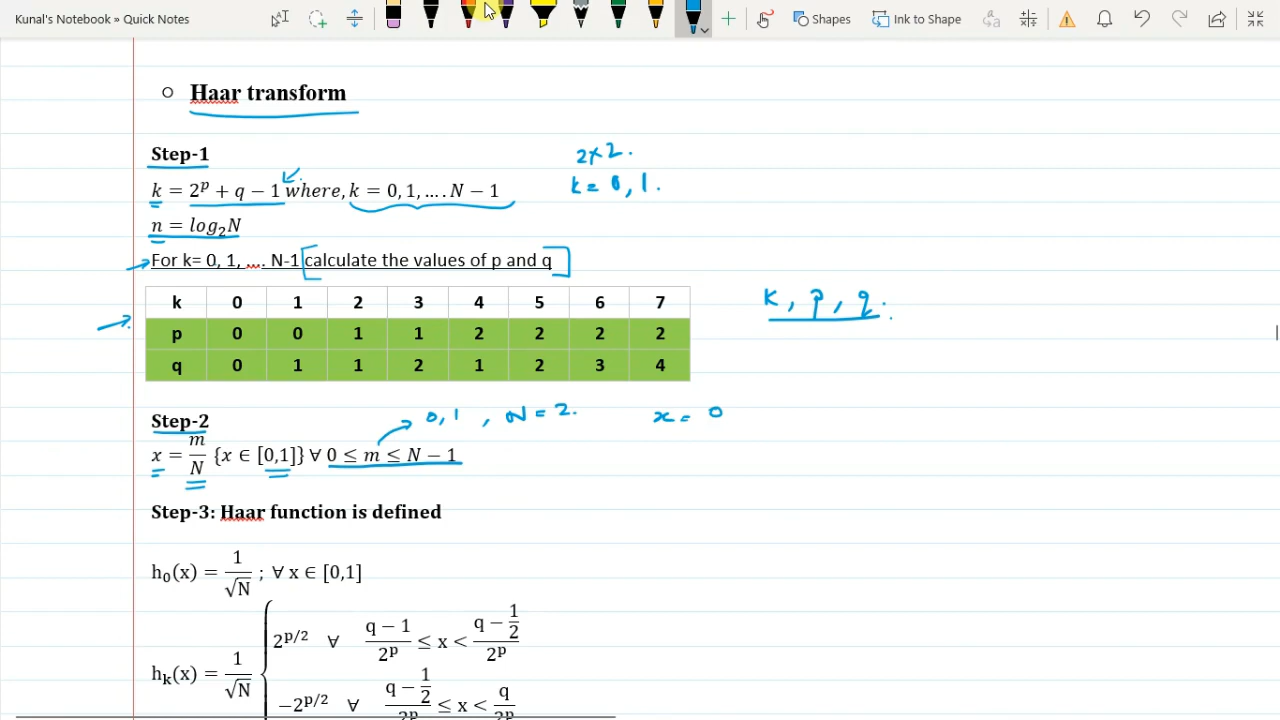 Kunal's Notebook » Quick Notes
Shapes
Ink to Shape
Haar transform
Step-1
2x2.
k = 2^p + q − 1 where, k = 0, 1, .... N − 1
k = 0, 1.
n = log₂N
For k= 0, 1, .... N-1 [calculate the values of p and q]
k 0 1 2 3 4 5 6 7
p 0 0 1 1 2 2 2 2
q 0 1 1 2 1 2 3 4
k, p, q.
Step-2
0, 1 , N = 2.
x = 0
x = m/N {x ∈ [0,1]} ∀ 0 ≤ m ≤ N − 1
Step-3: Haar function is defined
h₀(x) = 1/√N ; ∀ x ∈ [0,1]
hₖ(x) = 1/√N { 2^{p/2} ∀ (q − 1)/2^p ≤ x < (q − 1/2)/2^p
−2^{p/2} ∀ (q − 1/2)/2^p ≤ x < q/2^p